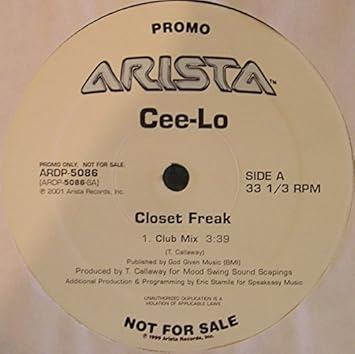 PROMO
ARISTA™
Cee-Lo
PROMO ONLY. NOT FOR SALE.
ARDP-5086
[ARDP-5086-SA]
℗ 2001 Arista Records, Inc.
SIDE A
33 1/3 RPM
Closet Freak
1. Club Mix 3:39
(T. Callaway)
Published by God Given Music (BMI)
Produced by T. Callaway for Mood Swing Sound Scapings
Additional Production & Programming by Eric Stamile for Speakeasy Music
UNAUTHORIZED DUPLICATION IS A
VIOLATION OF APPLICABLE LAWS
NOT FOR SALE
© 1999 Arista Records, Inc.